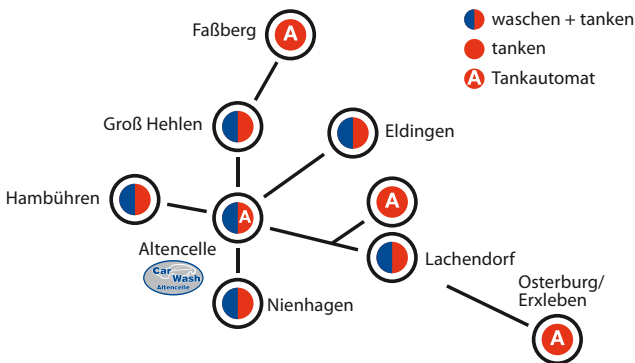 Faßberg
A
waschen + tanken
tanken
A Tankautomat
Groß Hehlen
Eldingen
Hambühren
A
A
Altencelle
Car
Wash
Altencelle
Lachendorf
Nienhagen
Osterburg/
Erxleben
A